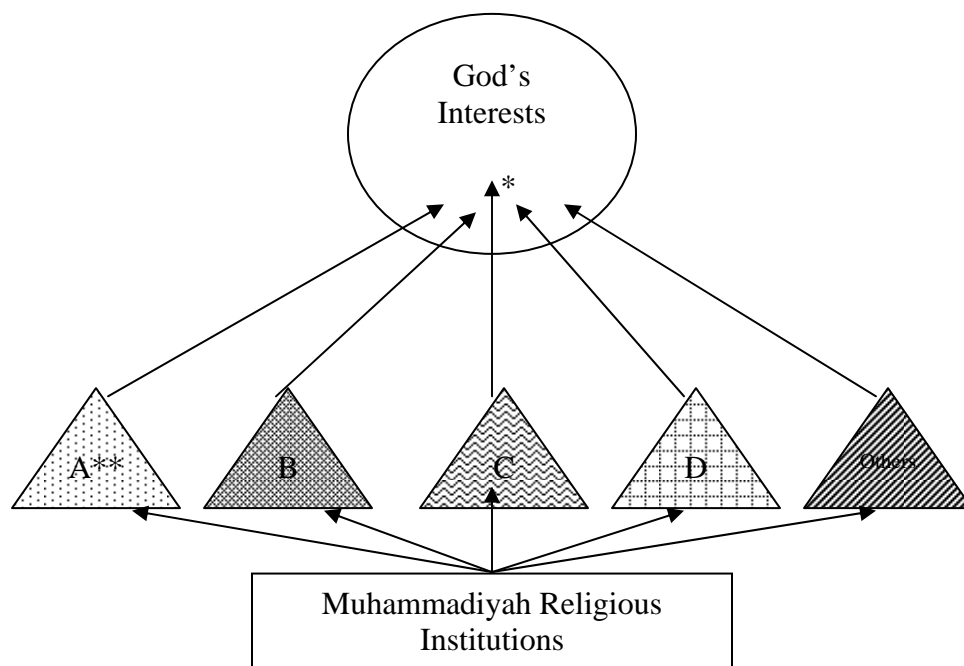 God’s
Interests
*
A**
B
C
D
Others
Muhammadiyah Religious
Institutions